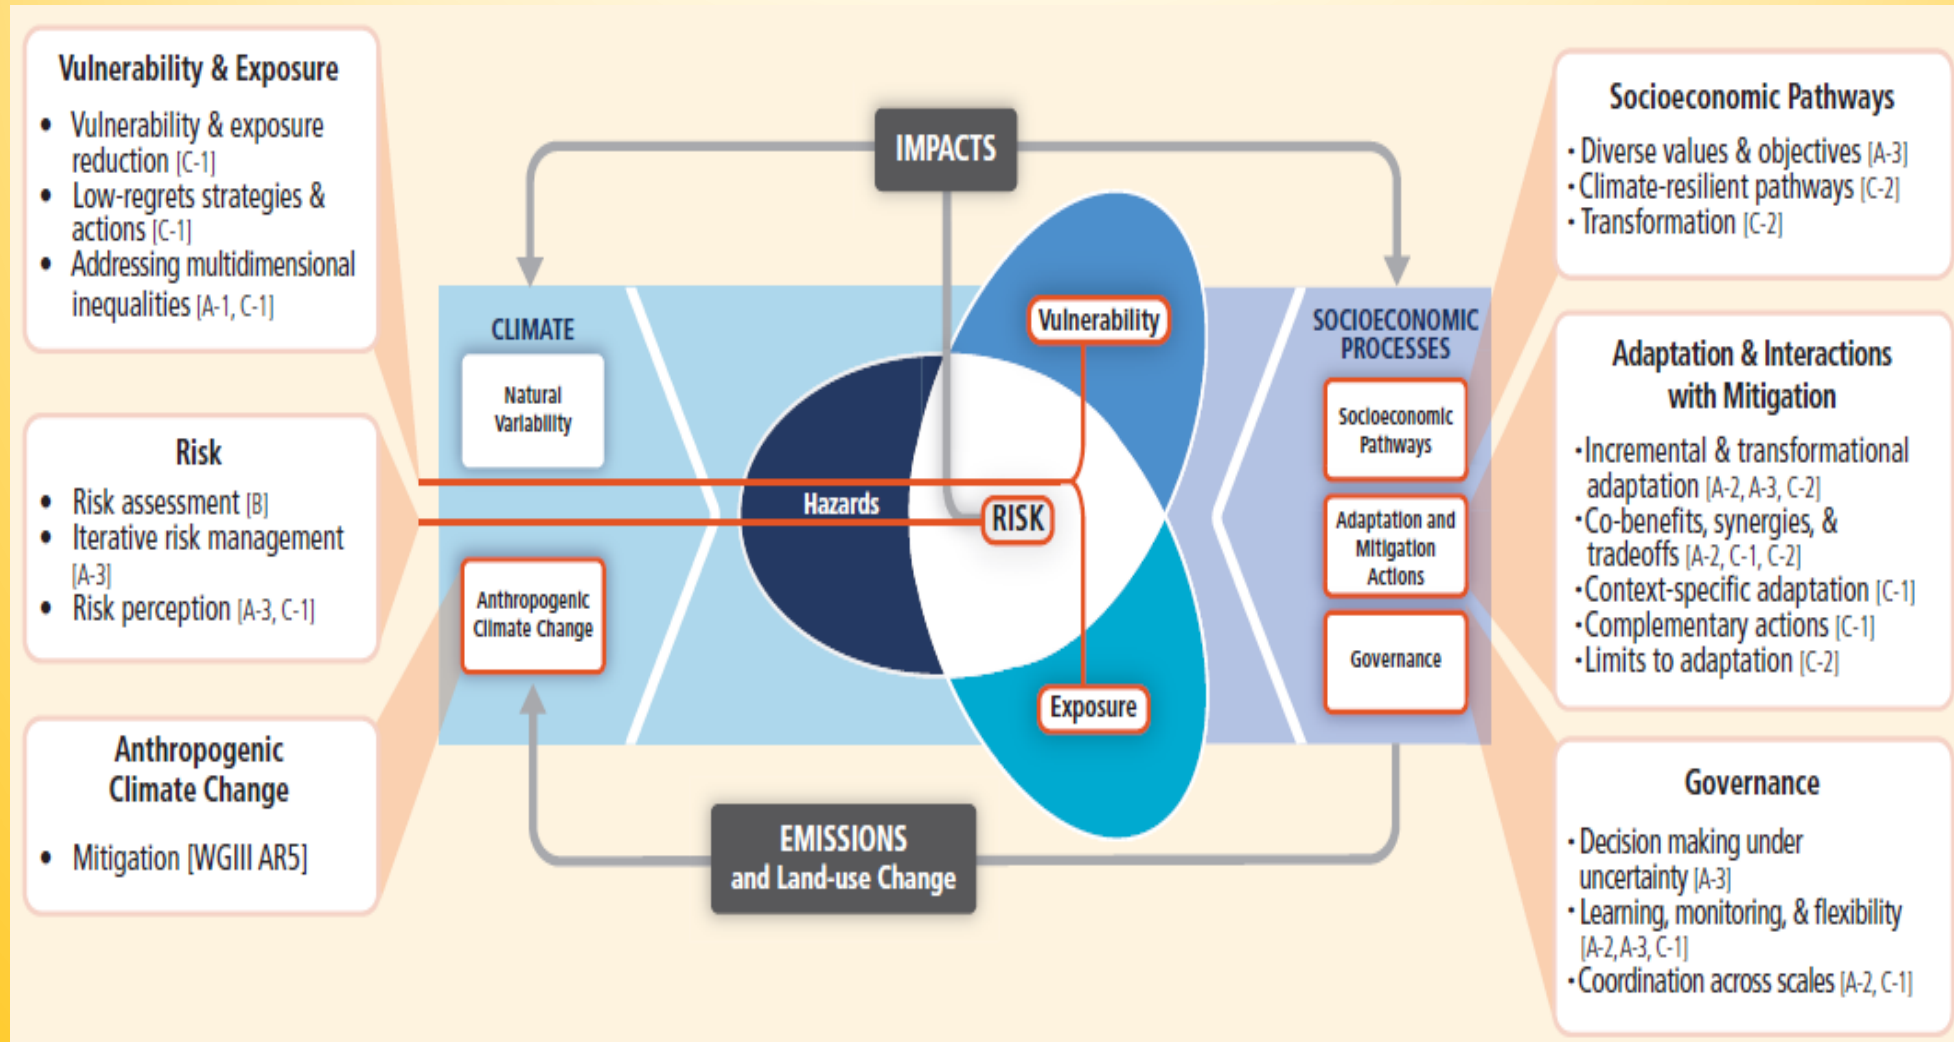 Vulnerability & Exposure
• Vulnerability & exposure
reduction [C-1]
• Low-regrets strategies &
actions [C-1]
• Addressing multidimensional
inequalities [A-1, C-1]
Risk
• Risk assessment [B]
• Iterative risk management
[A-3]
• Risk perception [A-3, C-1]
Anthropogenic
Climate Change
• Mitigation [WGIII AR5]
IMPACTS
CLIMATE
Natural
Variability
Anthropogenic
Climate Change
Hazards
Vulnerability
RISK
Exposure
SOCIOECONOMIC
PROCESSES
Socioeconomic
Pathways
Adaptation and
Mitigation
Actions
Governance
EMISSIONS
and Land-use Change
Socioeconomic Pathways
· Diverse values & objectives [A-3]
· Climate-resilient pathways [C-2]
· Transformation [C-2]
Adaptation & Interactions
with Mitigation
· Incremental & transformational
adaptation [A-2, A-3, C-2]
· Co-benefits, synergies, &
tradeoffs [A-2, C-1, C-2]
· Context-specific adaptation [C-1]
· Complementary actions [C-1]
· Limits to adaptation [C-2]
Governance
· Decision making under
uncertainty [A-3]
· Learning, monitoring, & flexibility
[A-2, A-3, C-1]
· Coordination across scales [A-2, C-1]